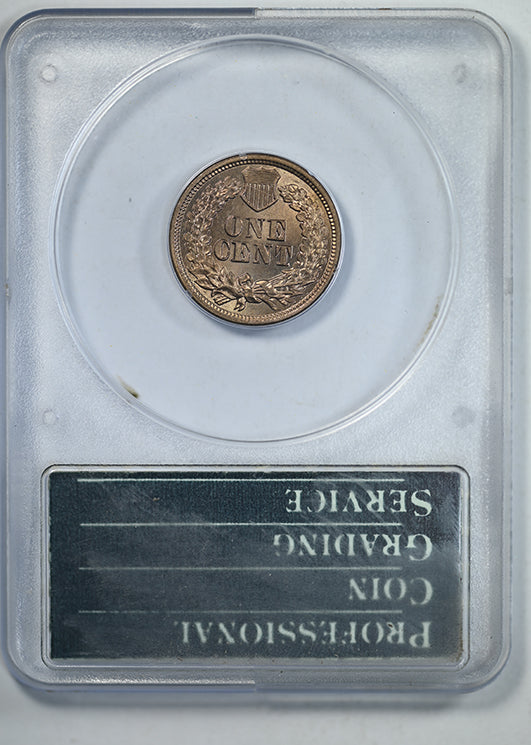 ONE
CENT
PROFESSIONAL
COIN
GRADING
SERVICE